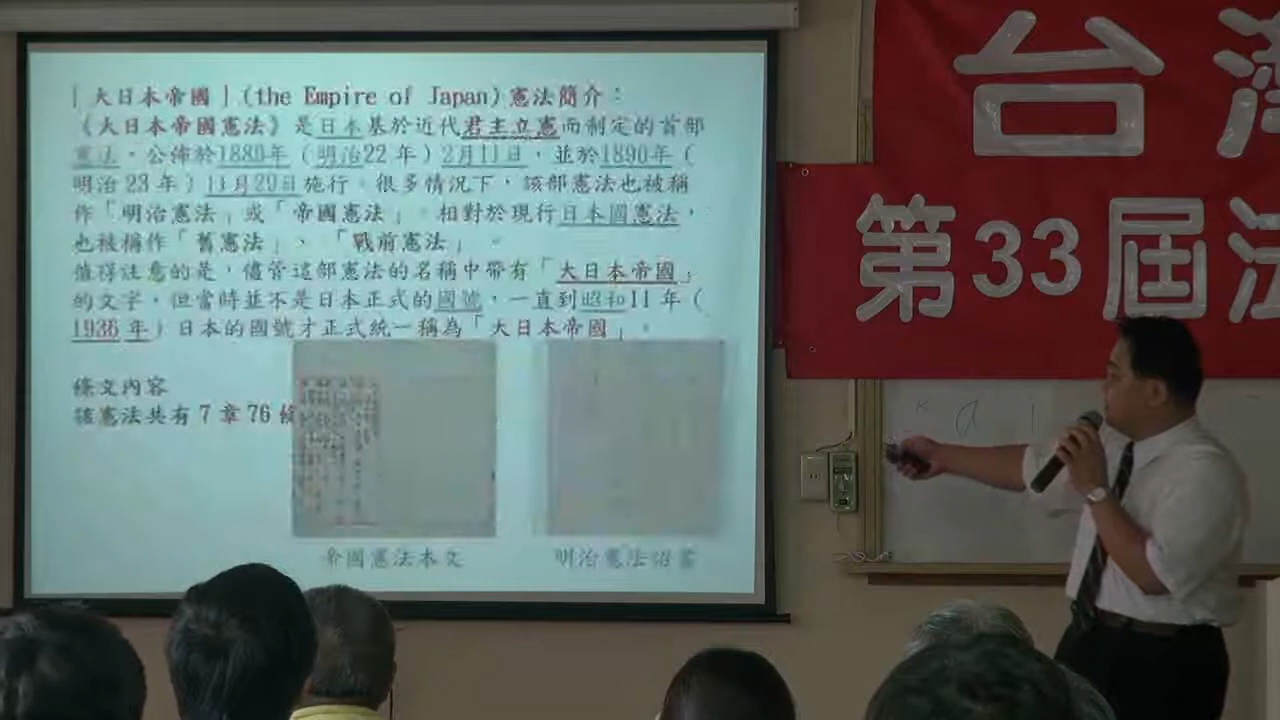 「大日本帝國」(the Empire of Japan)憲法簡介：
《大日本帝國憲法》是日本基於近代君主立憲而制定的首部
憲法，公佈於1889年（明治22年）2月11日，並於1890年（
明治23年）11月29日施行。很多情況下，該部憲法也被稱
作「明治憲法」或「帝國憲法」。相對於現行日本國憲法，
也被稱作「舊憲法」、「戰前憲法」。
值得注意的是，儘管這部憲法的名稱中帶有「大日本帝國」
的文字，但當時並不是日本正式的國號，一直到昭和11年（
1936年）日本的國號才正式統一稱為「大日本帝國」。
條文內容
該憲法共有7章76條
帝國憲法本文
明治憲法詔書
台灣
第33屆法